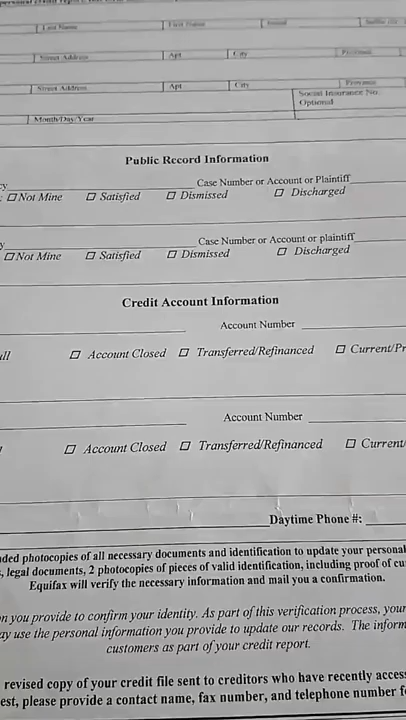 Last Name First Name Initial
Street Address Apt City Province
Street Address Apt City Province
Social Insurance No.
Optional
Month/Day/Year
Public Record Information
Case Number or Account or Plaintiff
☐ Not Mine ☐ Satisfied ☐ Dismissed ☐ Discharged
Case Number or Account or plaintiff
☐ Not Mine ☐ Satisfied ☐ Dismissed ☐ Discharged
Credit Account Information
Account Number
☐ Account Closed ☐ Transferred/Refinanced ☐ Current/Pr
Account Number
☐ Account Closed ☐ Transferred/Refinanced ☐ Current/
Daytime Phone #:
ded photocopies of all necessary documents and identification to update your personal
, legal documents, 2 photocopies of pieces of valid identification, including proof of cu
Equifax will verify the necessary information and mail you a confirmation.
on you provide to confirm your identity. As part of this verification process, your
ay use the personal information you provide to update our records. The inform
customers as part of your credit report.
revised copy of your credit file sent to creditors who have recently access
est, please provide a contact name, fax number, and telephone number f